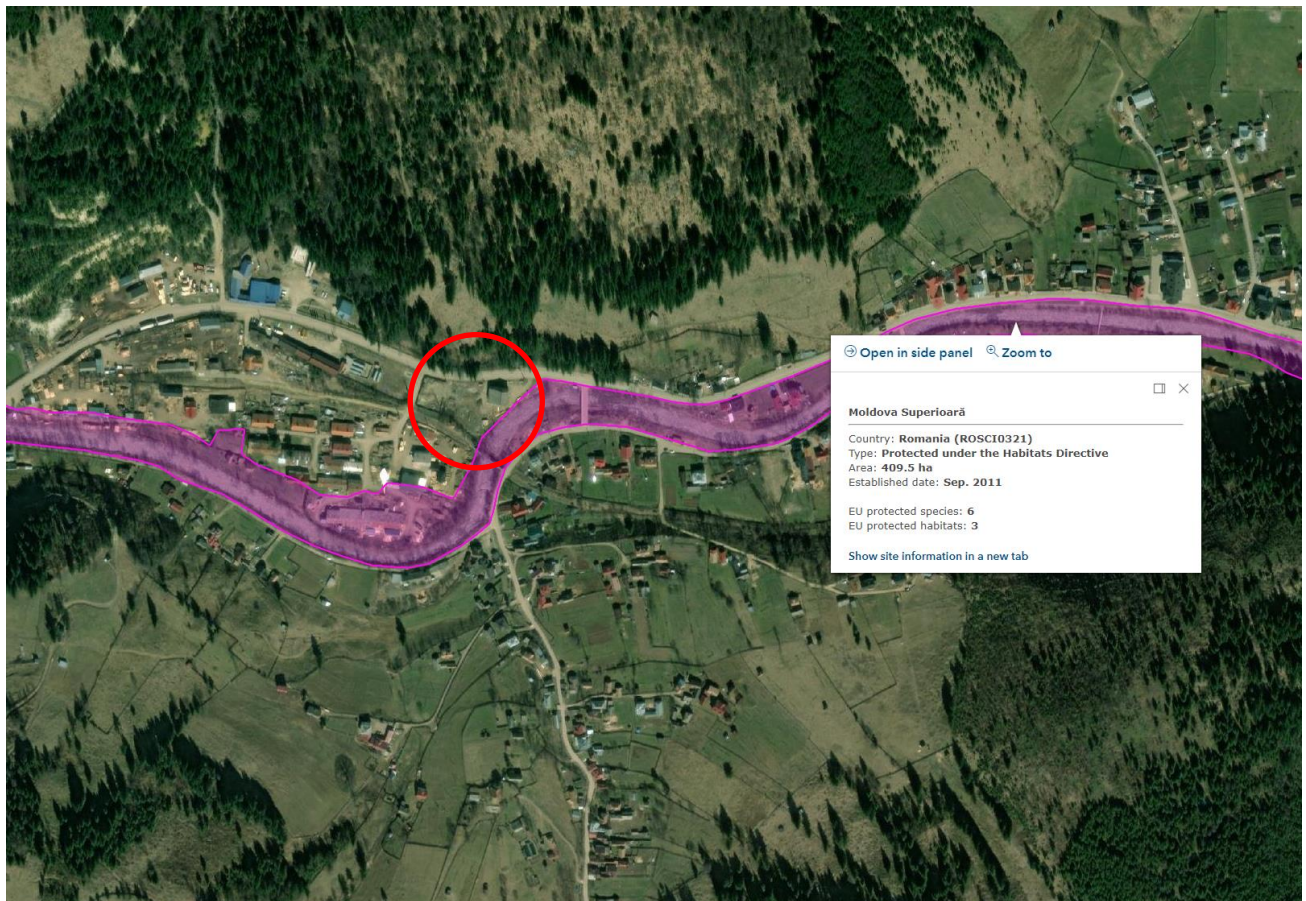 Open in side panel Zoom to
Moldova Superioară
Country: Romania (ROSCI0321)
Type: Protected under the Habitats Directive
Area: 409.5 ha
Established date: Sep. 2011
EU protected species: 6
EU protected habitats: 3
Show site information in a new tab